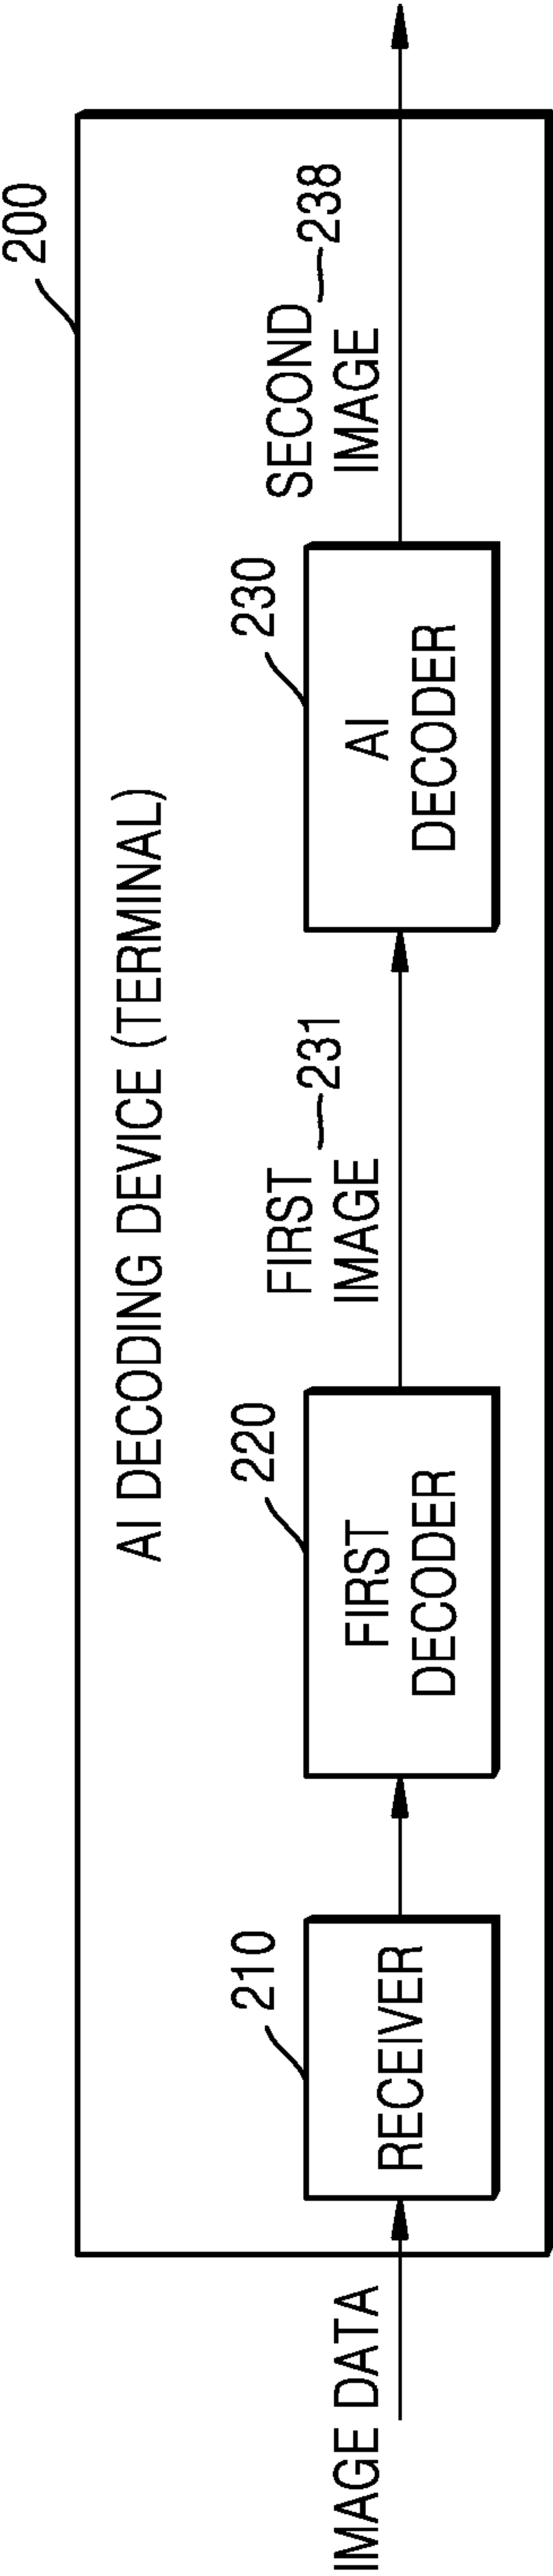 200
AI DECODING DEVICE (TERMINAL)
IMAGE DATA
210
RECEIVER
220
FIRST
DECODER
FIRST
IMAGE
231
230
AI
DECODER
SECOND
IMAGE
238